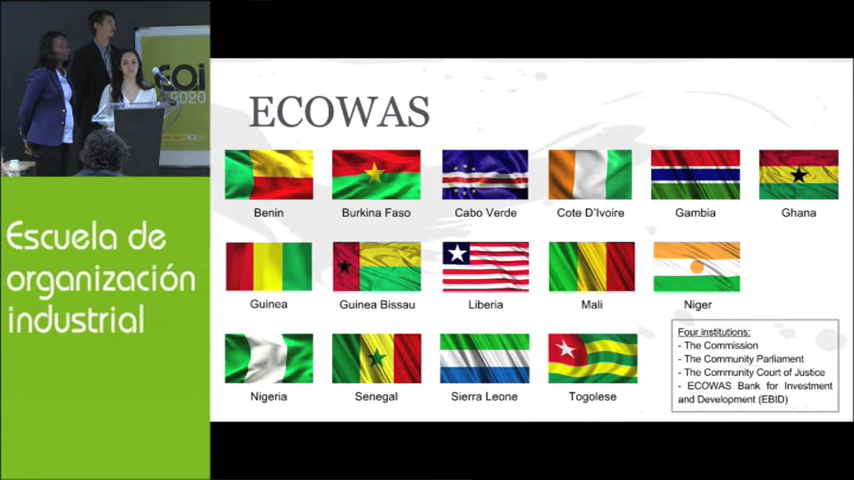 eoi
2020
Escuela de
organización
industrial
ECOWAS
Benin
Burkina Faso
Cabo Verde
Cote D'Ivoire
Gambia
Ghana
Guinea
Guinea Bissau
Liberia
Mali
Niger
Nigeria
Senegal
Sierra Leone
Togolese
Four institutions:
- The Commission
- The Community Parliament
- The Community Court of Justice
- ECOWAS Bank for Investment
and Development (EBID)